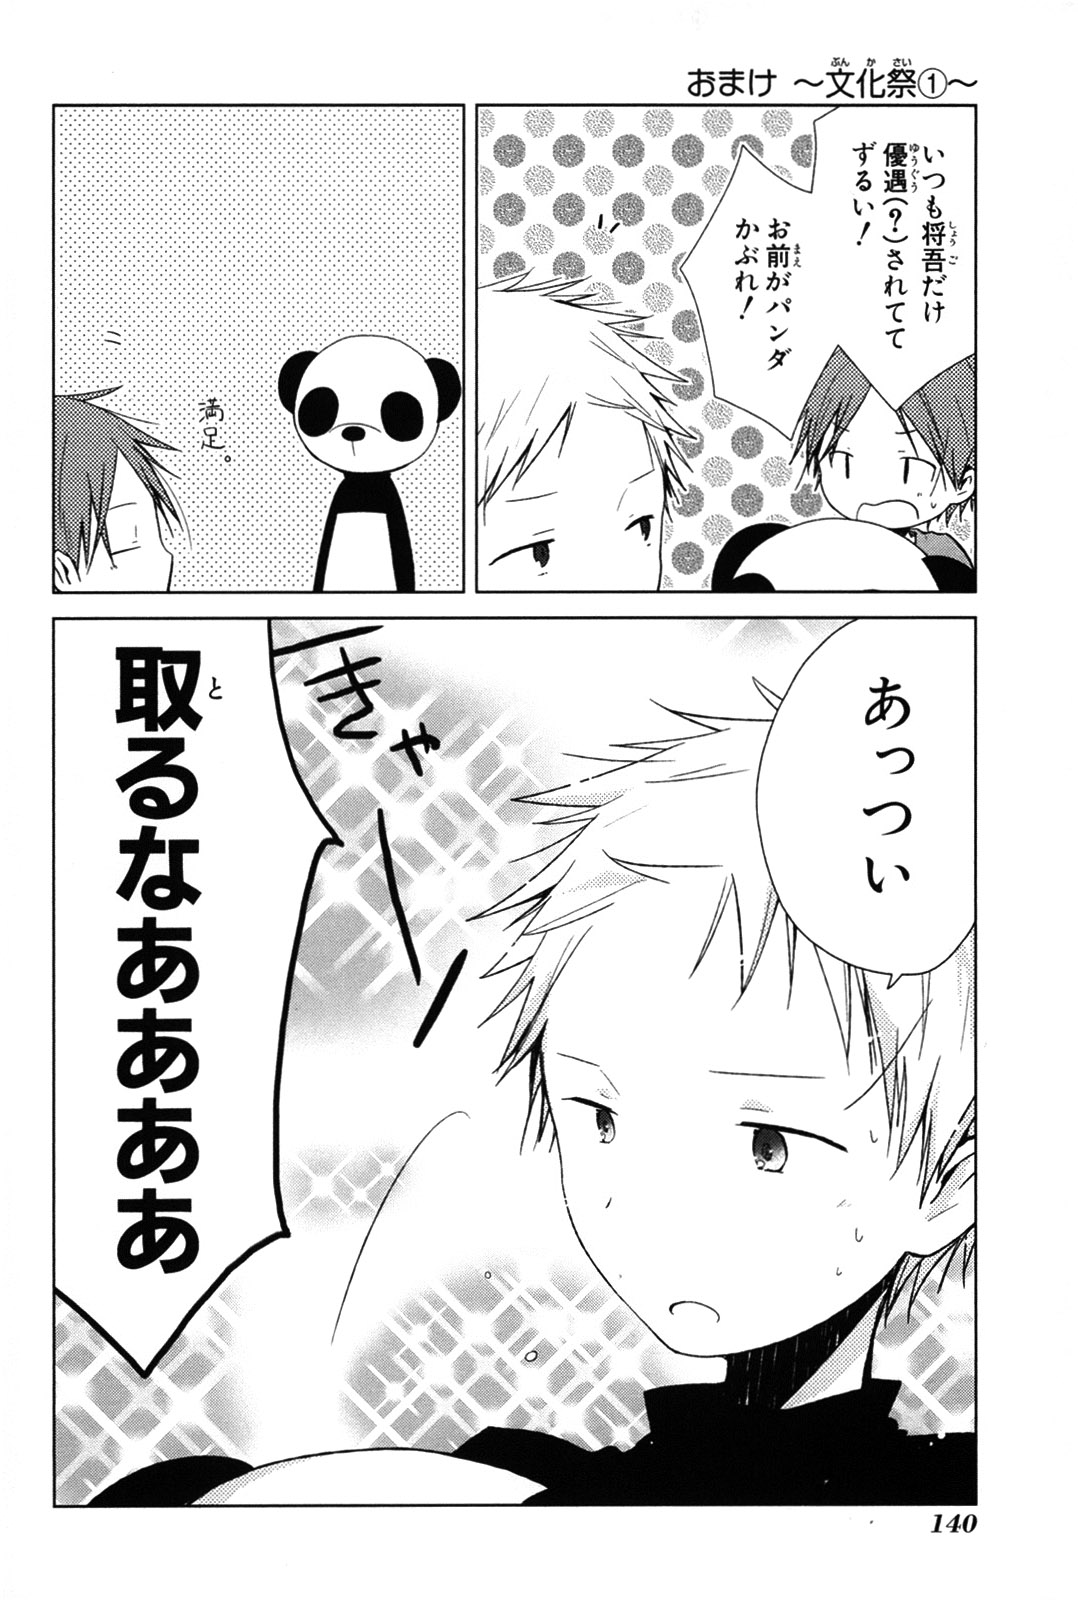 おまけ 〜文化祭①〜
いつも将吾だけ
優遇(?)されてて
ずるい!
お前がパンダ
かぶれ!
満足。
あっつい
きゃーっ
取るなあああああ
140